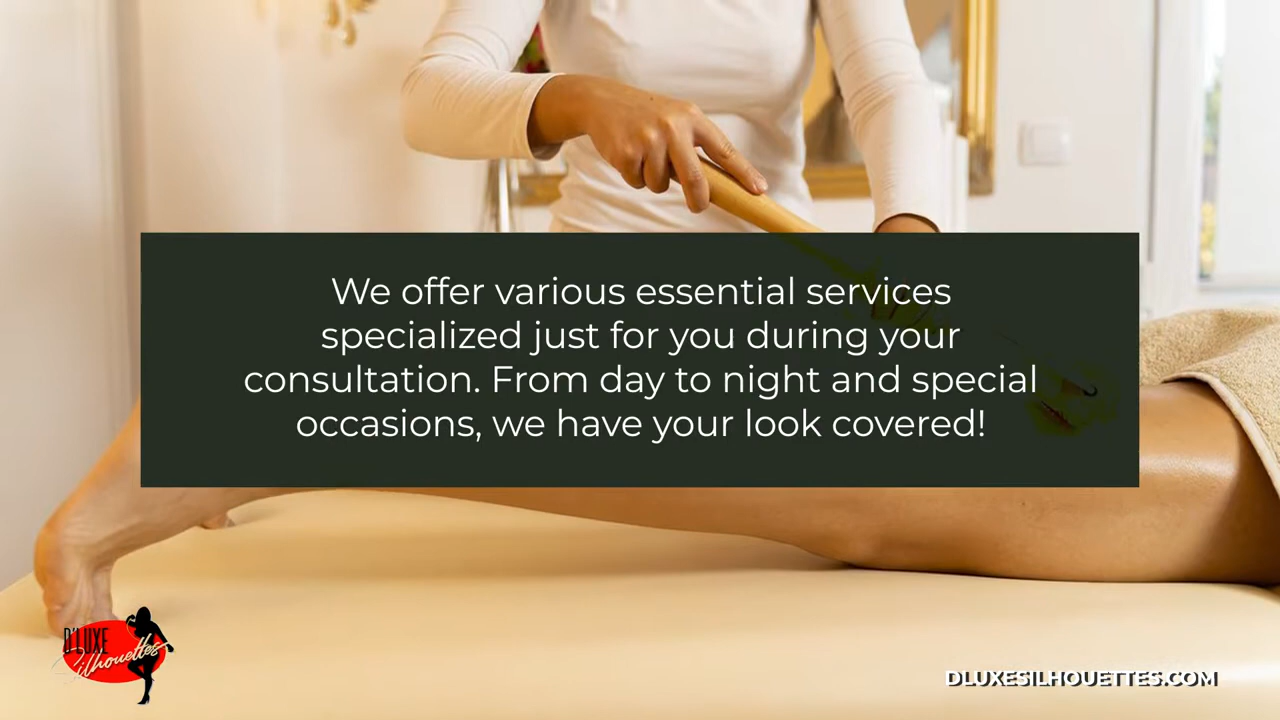 We offer various essential services
specialized just for you during your
consultation. From day to night and special
occasions, we have your look covered!
D'LUXE
Silhouettes
DLUXESILHOUETTES.COM